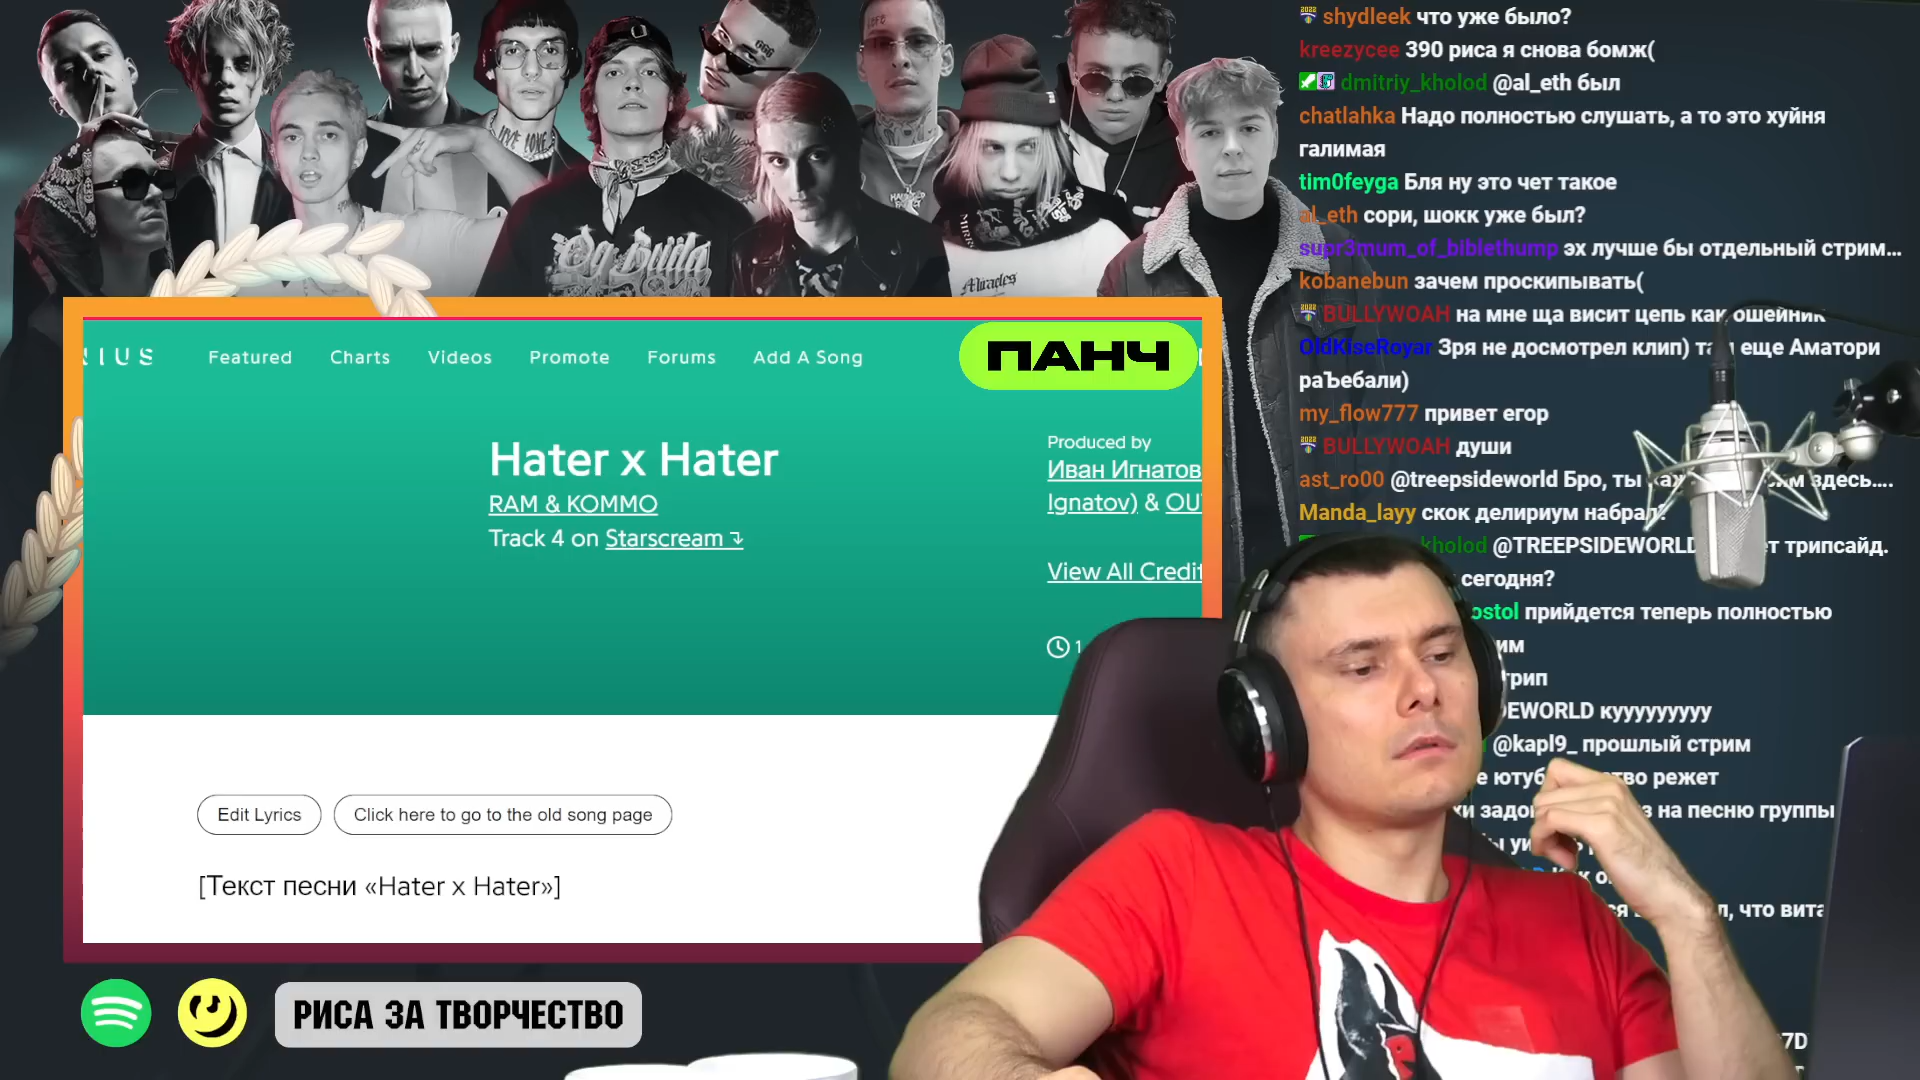 Featured Charts Videos Promote Forums Add A Song
ПАНЧ
Hater x Hater
RAM & KOMMO
Track 4 on Starscream
Produced by
Иван Игнатов
Ignatov) &
View All
Edit Lyrics
Click here to go to the old song page
[Текст песни «Hater x Hater»]
РИСА ЗА ТВОРЧЕСТВО
shydleek что уже было?
kreezycee 390 риса я снова бомж(
dmitriy_kholod @al_eth был
chatlahka Надо полностью слушать, а то это хуйня
галимая
tim0feyga Бля ну это чет такое
al_eth сори, шокк уже был?
supr3mum_of_biblethump эх лучше бы отдельный стрим...
kobanebun зачем проскипывать(
BULLYWOAH на мне ща висит цепь как ошейник
OldKiseRoyar Зря не досмотрел клип) там еще Аматори
раЪебали)
my_flow777 привет егор
BULLYWOAH души
ast_ro00 @treepsideworld Бро, ты здесь....
Manda_layy скок делириум набрал?
kholod @TREEPSIDEWORLD трипсайд.
сегодня?
прийдется теперь полностью
куууууууу
@kapl9_ прошлый стрим
режет
на песню группы
что